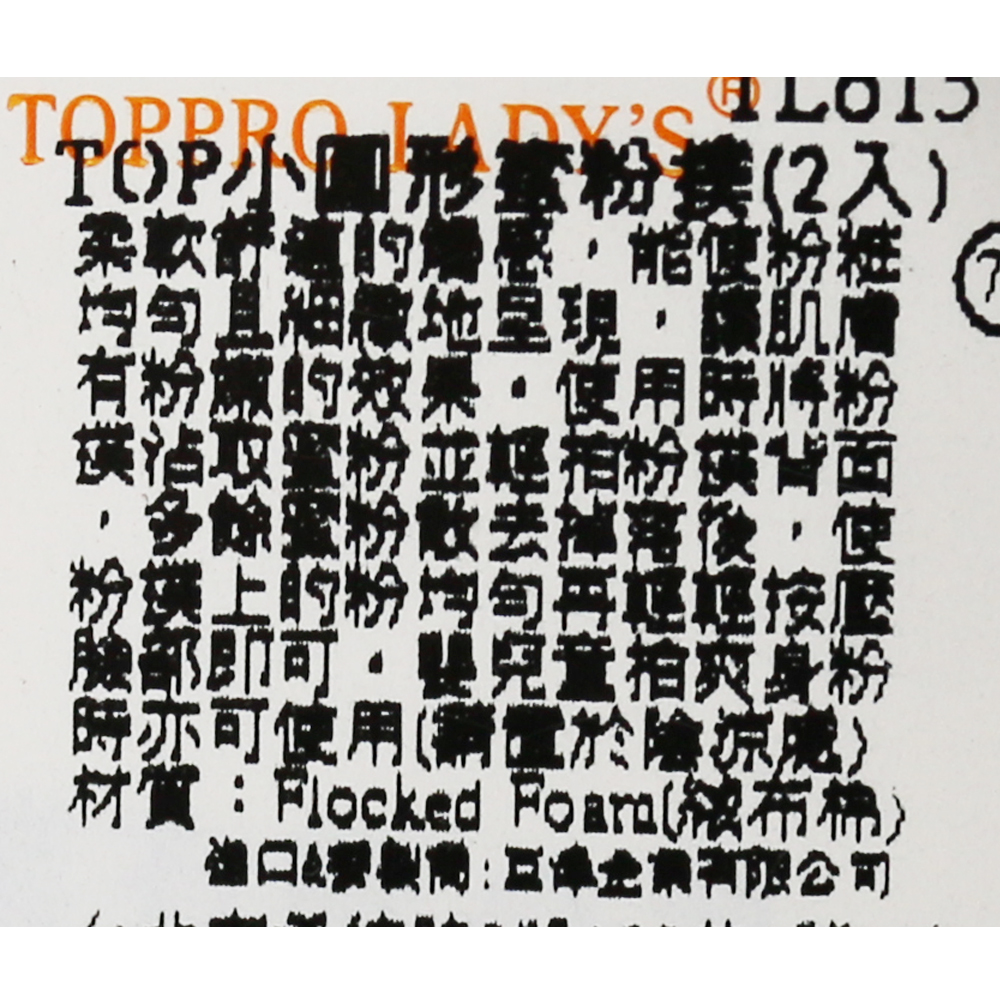 TOPPRO LADY'S®
TL815
TOP小圓形蜜粉撲(2入)
柔軟舒適的觸感,能使粉粧
均勻且細緻地呈現,讓肌膚
有粉嫩的效果。使用時將粉
撲沾取蜜粉並輕拍粉撲背面
,多餘蜜粉散去掉落後,使
粉撲上的粉均勻再輕輕按壓
臉部即可。嬰兒童拍爽身粉
時亦可使用(請置於陰涼處)
材質:Flocked Foam(絨布棉)
進口&製商:巨偉企業有限公司